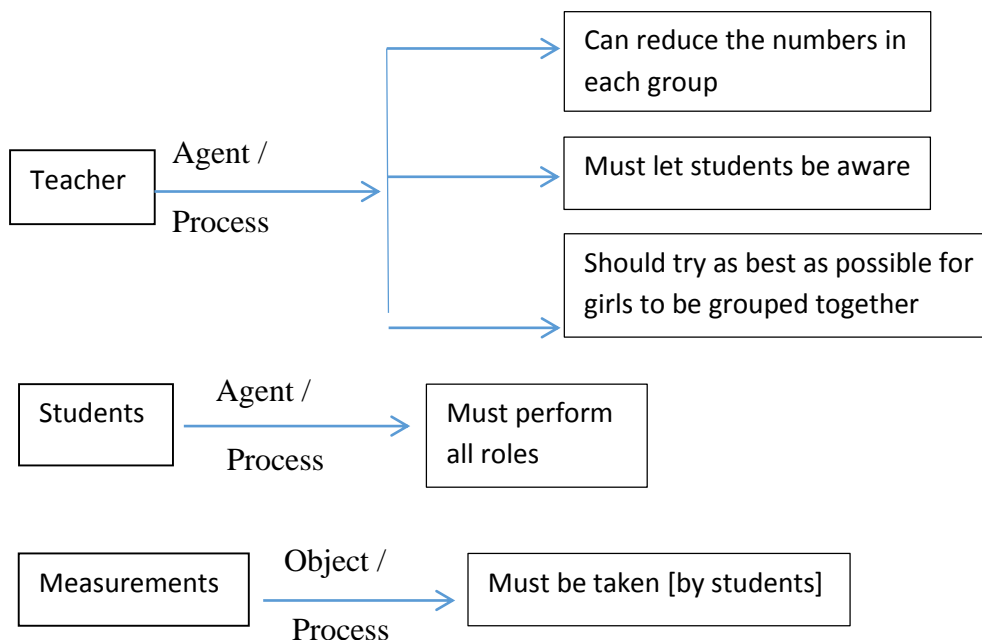 Can reduce the numbers in
each group
Teacher
Agent /
Process
Must let students be aware
Should try as best as possible for
girls to be grouped together
Students
Agent /
Process
Must perform
all roles
Measurements
Object /
Process
Must be taken [by students]